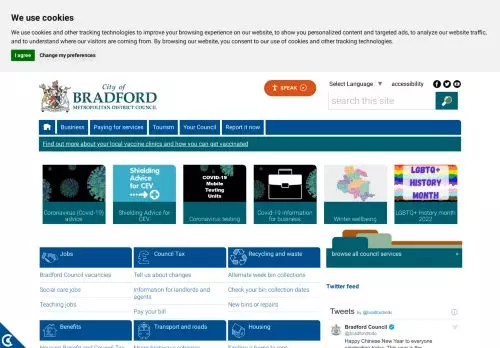 We use cookies
We use cookies and other tracking technologies to improve your browsing experience on our website, to show you personalized content and targeted ads, to analyze our website traffic,
and to understand where our visitors are coming from. By browsing our website, you consent to our use of cookies and other tracking technologies.
I agree Change my preferences
City of
BRADFORD
METROPOLITAN DISTRICT COUNCIL
SPEAK
Select Language ▼ accessibility
search this site
Business Paying for services Tourism Your Council Report it now
Find out more about your local vaccine clinics and how you can get vaccinated
Shielding
Advice
for CEV
COVID-19
Mobile
Testing
Units
LGBTQ+
HISTORY
MONTH
Coronavirus (Covid-19)
advice
Shielding Advice for
CEV
Coronavirus testing
Covid-19 information
for business
Winter wellbeing
LGBTQ+ History month
2022
browse all council services +
Jobs Council Tax Recycling and waste
Bradford Council vacancies Tell us about changes Alternate week bin collections
Social care jobs Information for landlords and
agents Check your bin collection dates
Teaching jobs Pay your bill New bins or repairs
Twitter feed
Tweets by @bradfordmdc
Bradford Council
@bradfordmdc
Happy Chinese New Year to everyone
Benefits Transport and roads Housing